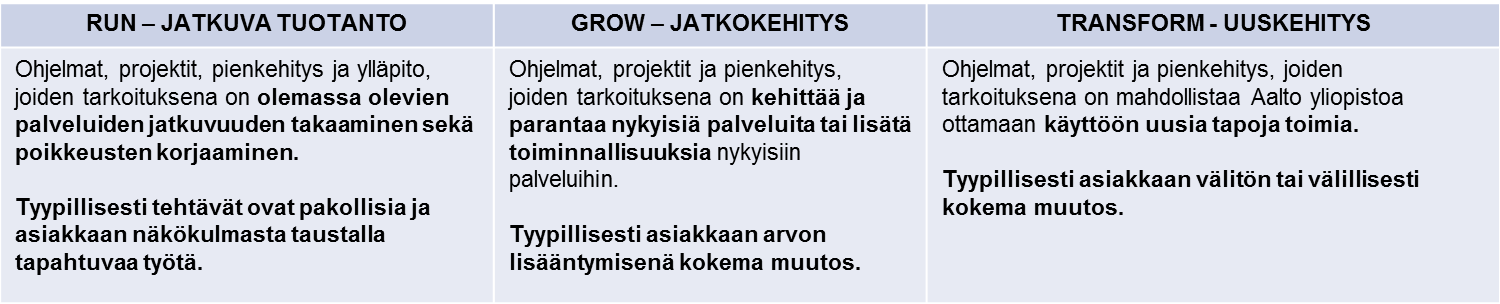 RUN – JATKUVA TUOTANTO
Ohjelmat, projektit, pienkehitys ja ylläpito,
joiden tarkoituksena on olemassa olevien
palveluiden jatkuvuuden takaaminen sekä
poikkeusten korjaaminen.
Tyypillisesti tehtävät ovat pakollisia ja
asiakkaan näkökulmasta taustalla
tapahtuvaa työtä.
GROW – JATKOKEHITYS
Ohjelmat, projektit ja pienkehitys,
joiden tarkoituksena on kehittää ja
parantaa nykyisiä palveluita tai lisätä
toiminnallisuuksia nykyisiin
palveluihin.
Tyypillisesti asiakkaan arvon
lisääntymisenä kokema muutos.
TRANSFORM - UUSKEHITYS
Ohjelmat, projektit ja pienkehitys, joiden
tarkoituksena on mahdollistaa Aalto yliopistoa
ottamaan käyttöön uusia tapoja toimia.
Tyypillisesti asiakkaan välitön tai välillisesti
kokema muutos.